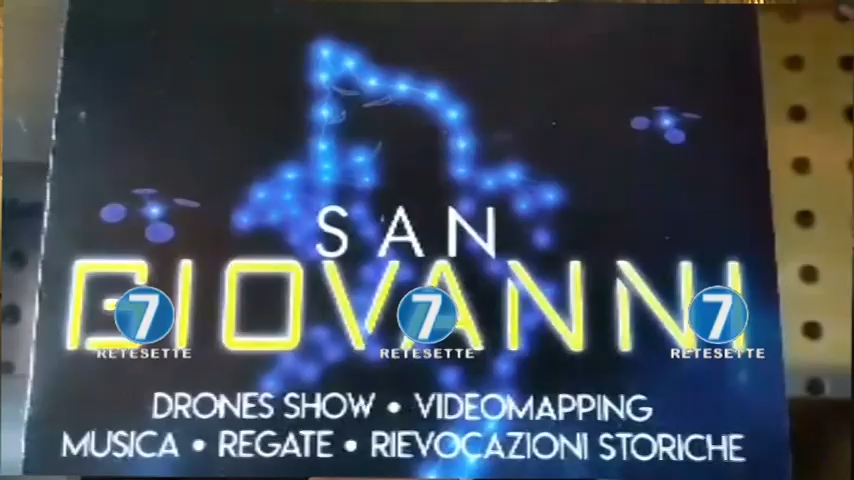 SAN
GIOVANNI
7 7 7
RETESETTE RETESETTE RETESETTE
DRONES SHOW • VIDEOMAPPING
MUSICA • REGATE • RIEVOCAZIONI STORICHE